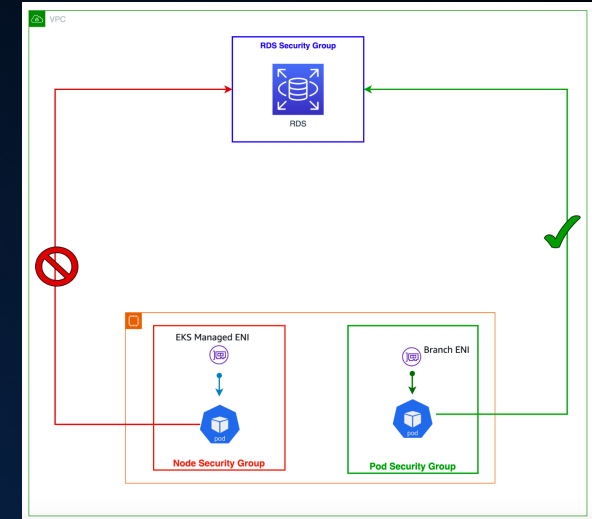 VPC
RDS Security Group
RDS
EKS Managed ENI
Branch ENI
pod
pod
Node Security Group
Pod Security Group